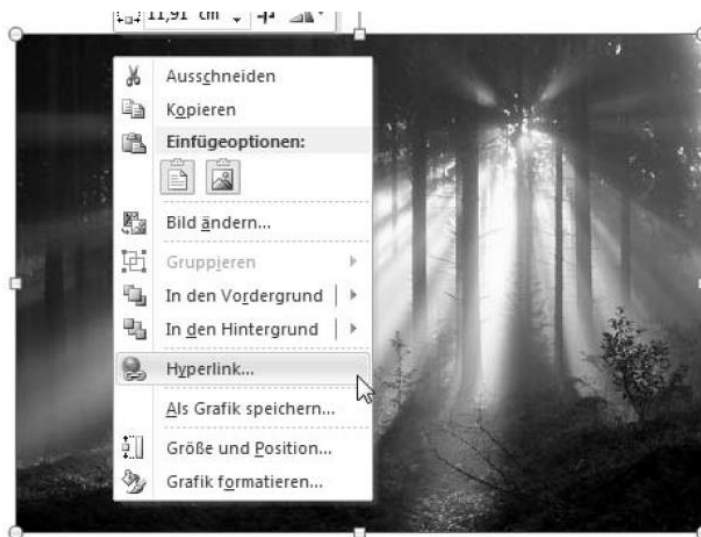 11,91 cm
Ausschneiden
Kopieren
Einfügeoptionen:
Bild ändern...
Gruppieren
In den Vordergrund
In den Hintergrund
Hyperlink...
Als Grafik speichern...
Größe und Position...
Grafik formatieren...